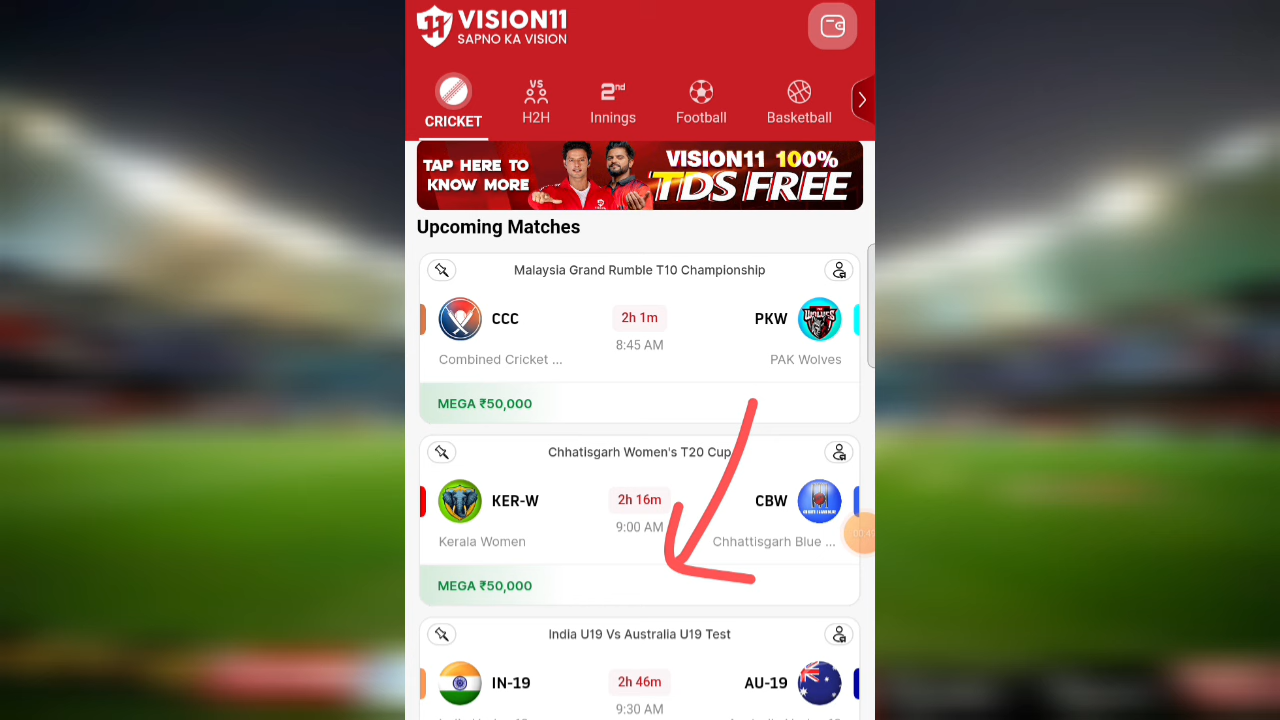 VISION11
SAPNO KA VISION
CRICKET
VS
H2H
2nd
Innings
Football
Basketball
TAP HERE TO
KNOW MORE
VISION11 100%
TDS FREE
Upcoming Matches
Malaysia Grand Rumble T10 Championship
CCC
2h 1m
PKW
8:45 AM
Combined Cricket ...
PAK Wolves
MEGA ₹50,000
Chhatisgarh Women's T20 Cup
KER-W
2h 16m
CBW
9:00 AM
Kerala Women
Chhattisgarh Blue ...
MEGA ₹50,000
India U19 Vs Australia U19 Test
IN-19
2h 46m
AU-19
9:30 AM